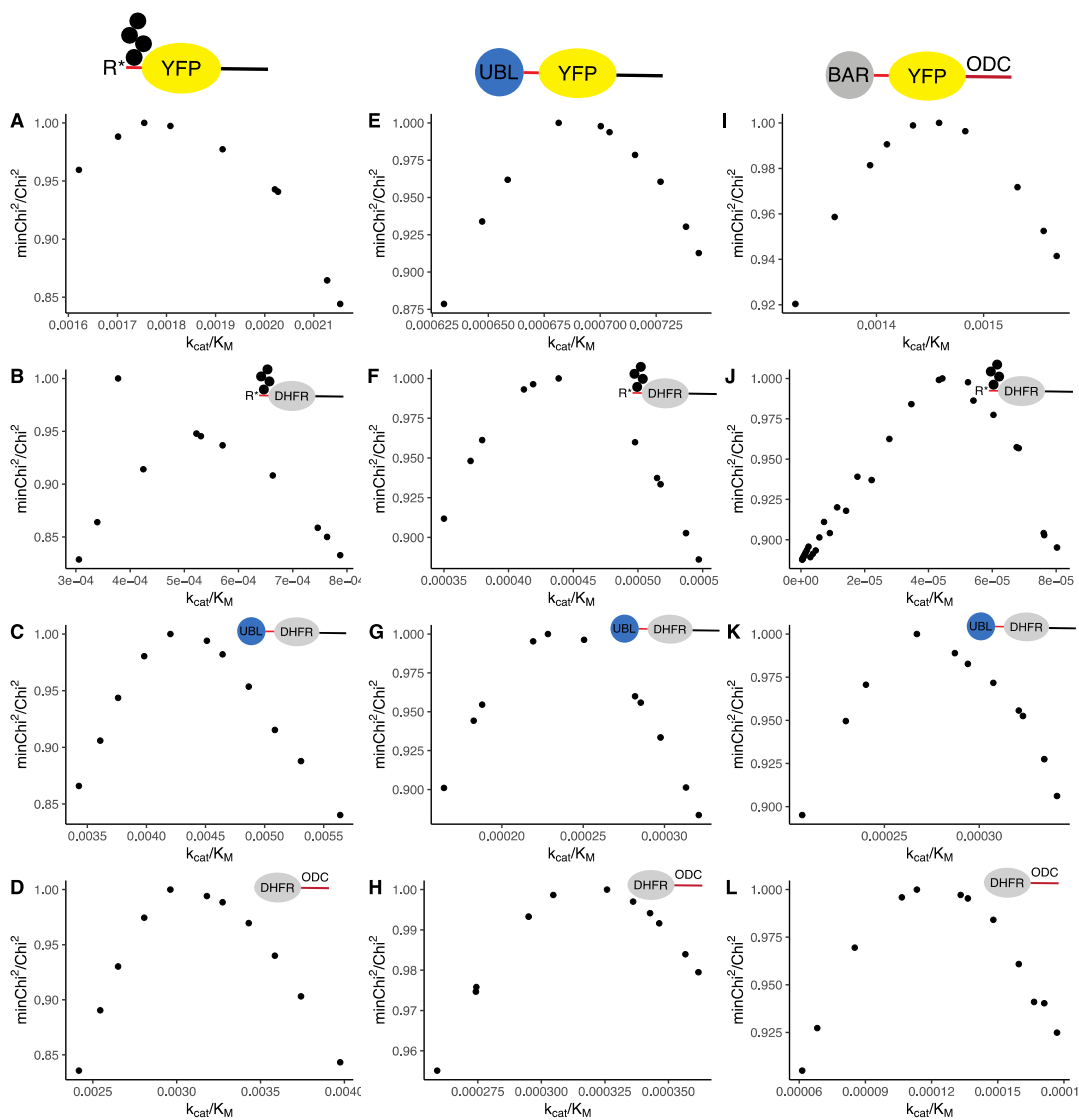 R* YFP
UBL YFP
BAR YFP ODC
A
minChi²/Chi²
1.00
0.95
0.90
0.85
0.0016 0.0017 0.0018 0.0019 0.0020 0.0021
kcat/KM
E
minChi²/Chi²
1.000
0.975
0.950
0.925
0.900
0.875
0.000625 0.000650 0.000675 0.000700 0.000725
kcat/KM
I
minChi²/Chi²
1.00
0.98
0.96
0.94
0.92
0.0014 0.0015
kcat/KM
B
R* DHFR
minChi²/Chi²
1.00
0.95
0.90
0.85
3e−04 4e−04 5e−04 6e−04 7e−04 8e−04
kcat/KM
F
R* DHFR
minChi²/Chi²
1.000
0.975
0.950
0.925
0.900
0.00035 0.00040 0.00045 0.00050 0.00055
kcat/KM
J
R* DHFR
minChi²/Chi²
1.000
0.975
0.950
0.925
0.900
0e+00 2e−05 4e−05 6e−05 8e−05
kcat/KM
C
UBL DHFR
minChi²/Chi²
1.00
0.95
0.90
0.85
0.0035 0.0040 0.0045 0.0050 0.0055
kcat/KM
G
UBL DHFR
minChi²/Chi²
1.000
0.975
0.950
0.925
0.900
0.00020 0.00025 0.00030
kcat/KM
K
UBL DHFR
minChi²/Chi²
1.000
0.975
0.950
0.925
0.900
0.00025 0.00030
kcat/KM
D
DHFR ODC
minChi²/Chi²
1.00
0.95
0.90
0.85
0.0025 0.0030 0.0035 0.0040
kcat/KM
H
DHFR ODC
minChi²/Chi²
1.00
0.99
0.98
0.97
0.96
0.000275 0.000300 0.000325 0.000350
kcat/KM
L
DHFR ODC
minChi²/Chi²
1.000
0.975
0.950
0.925
0.00006 0.00009 0.00012 0.00015
kcat/KM